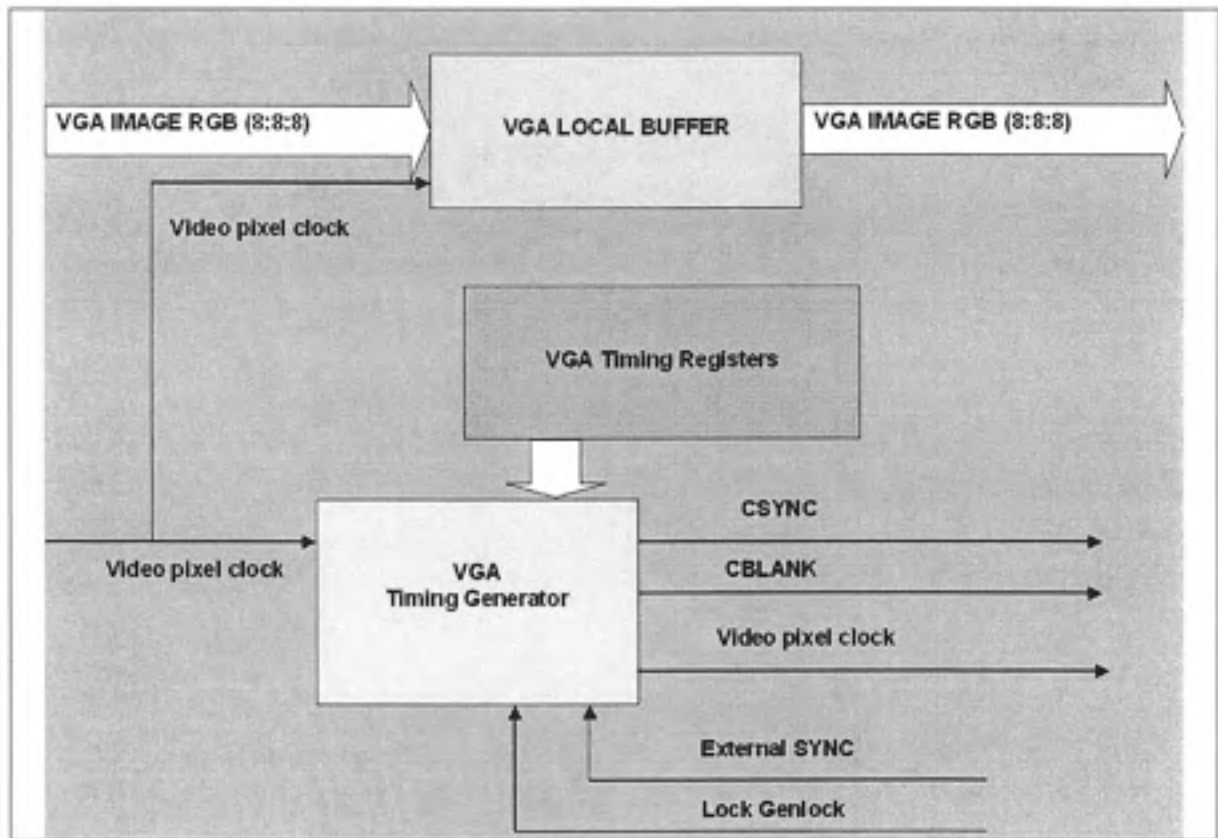 VGA IMAGE RGB (8:8:8)
VGA LOCAL BUFFER
VGA IMAGE RGB (8:8:8)
Video pixel clock
VGA Timing Registers
CSYNC
Video pixel clock
VGA
Timing Generator
CBLANK
Video pixel clock
External SYNC
Lock Genlock